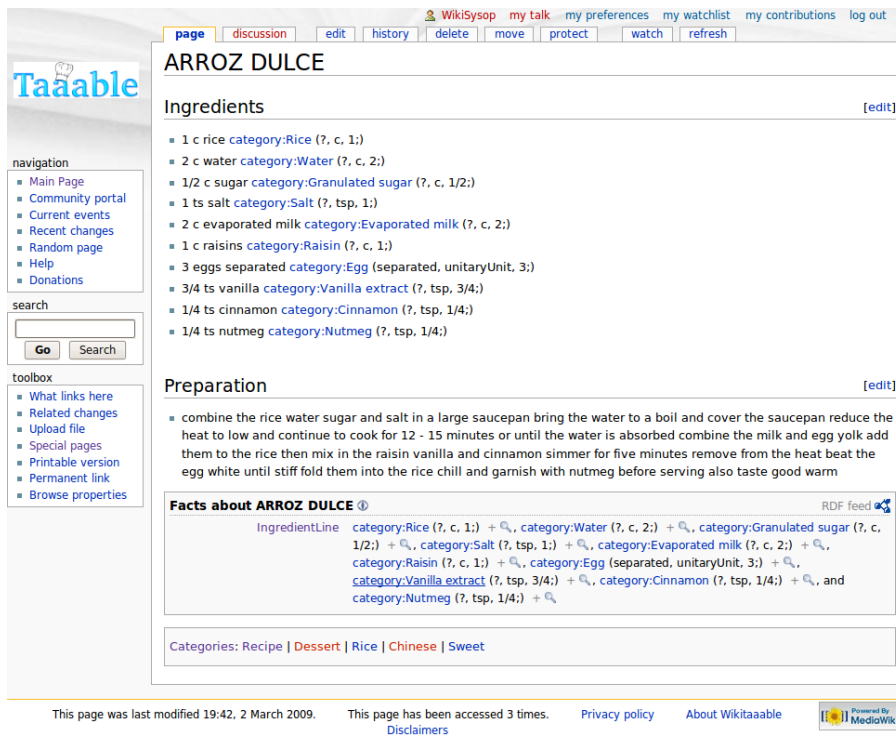 WikiSysop my talk my preferences my watchlist my contributions log out
page discussion edit history delete move protect watch refresh
Taaable
ARROZ DULCE
Ingredients [edit]
1 c rice category:Rice (?, c, 1;)
2 c water category:Water (?, c, 2;)
1/2 c sugar category:Granulated sugar (?, c, 1/2;)
1 ts salt category:Salt (?, tsp, 1;)
2 c evaporated milk category:Evaporated milk (?, c, 2;)
1 c raisins category:Raisin (?, c, 1;)
3 eggs separated category:Egg (separated, unitaryUnit, 3;)
3/4 ts vanilla category:Vanilla extract (?, tsp, 3/4;)
1/4 ts cinnamon category:Cinnamon (?, tsp, 1/4;)
1/4 ts nutmeg category:Nutmeg (?, tsp, 1/4;)
navigation
Main Page
Community portal
Current events
Recent changes
Random page
Help
Donations
search
Go Search
toolbox
What links here
Related changes
Upload file
Special pages
Printable version
Permanent link
Browse properties
Preparation [edit]
combine the rice water sugar and salt in a large saucepan bring the water to a boil and cover the saucepan reduce the
heat to low and continue to cook for 12 - 15 minutes or until the water is absorbed combine the milk and egg yolk add
them to the rice then mix in the raisin vanilla and cinnamon simmer for five minutes remove from the heat beat the
egg white until stiff fold them into the rice chill and garnish with nutmeg before serving also taste good warm
Facts about ARROZ DULCE RDF feed
IngredientLine category:Rice (?, c, 1;) + , category:Water (?, c, 2;) + , category:Granulated sugar (?, c,
1/2;) + , category:Salt (?, tsp, 1;) + , category:Evaporated milk (?, c, 2;) + ,
category:Raisin (?, c, 1;) + , category:Egg (separated, unitaryUnit, 3;) + ,
category:Vanilla extract (?, tsp, 3/4;) + , category:Cinnamon (?, tsp, 1/4;) + , and
category:Nutmeg (?, tsp, 1/4;) +
Categories: Recipe | Dessert | Rice | Chinese | Sweet
This page was last modified 19:42, 2 March 2009. This page has been accessed 3 times. Privacy policy About Wikitaaable
Disclaimers
Powered By
MediaWik